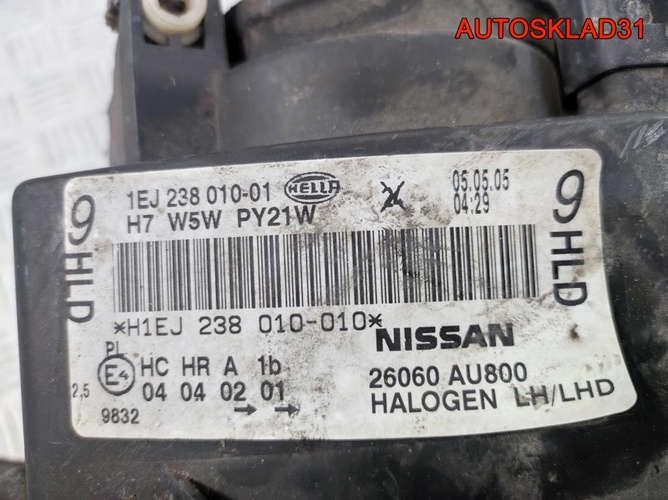 AUTOSKLAD31
1EJ 238 010-01 HELLA 05.05.05
H7 W5W PY21W 04:29
9 HLD
9 HLD
*H1EJ 238 010-010*
NISSAN
PI
E4
HC HR A 1b
04 04 02 01
2,5
9832
26060 AU800
HALOGEN LH/LHD